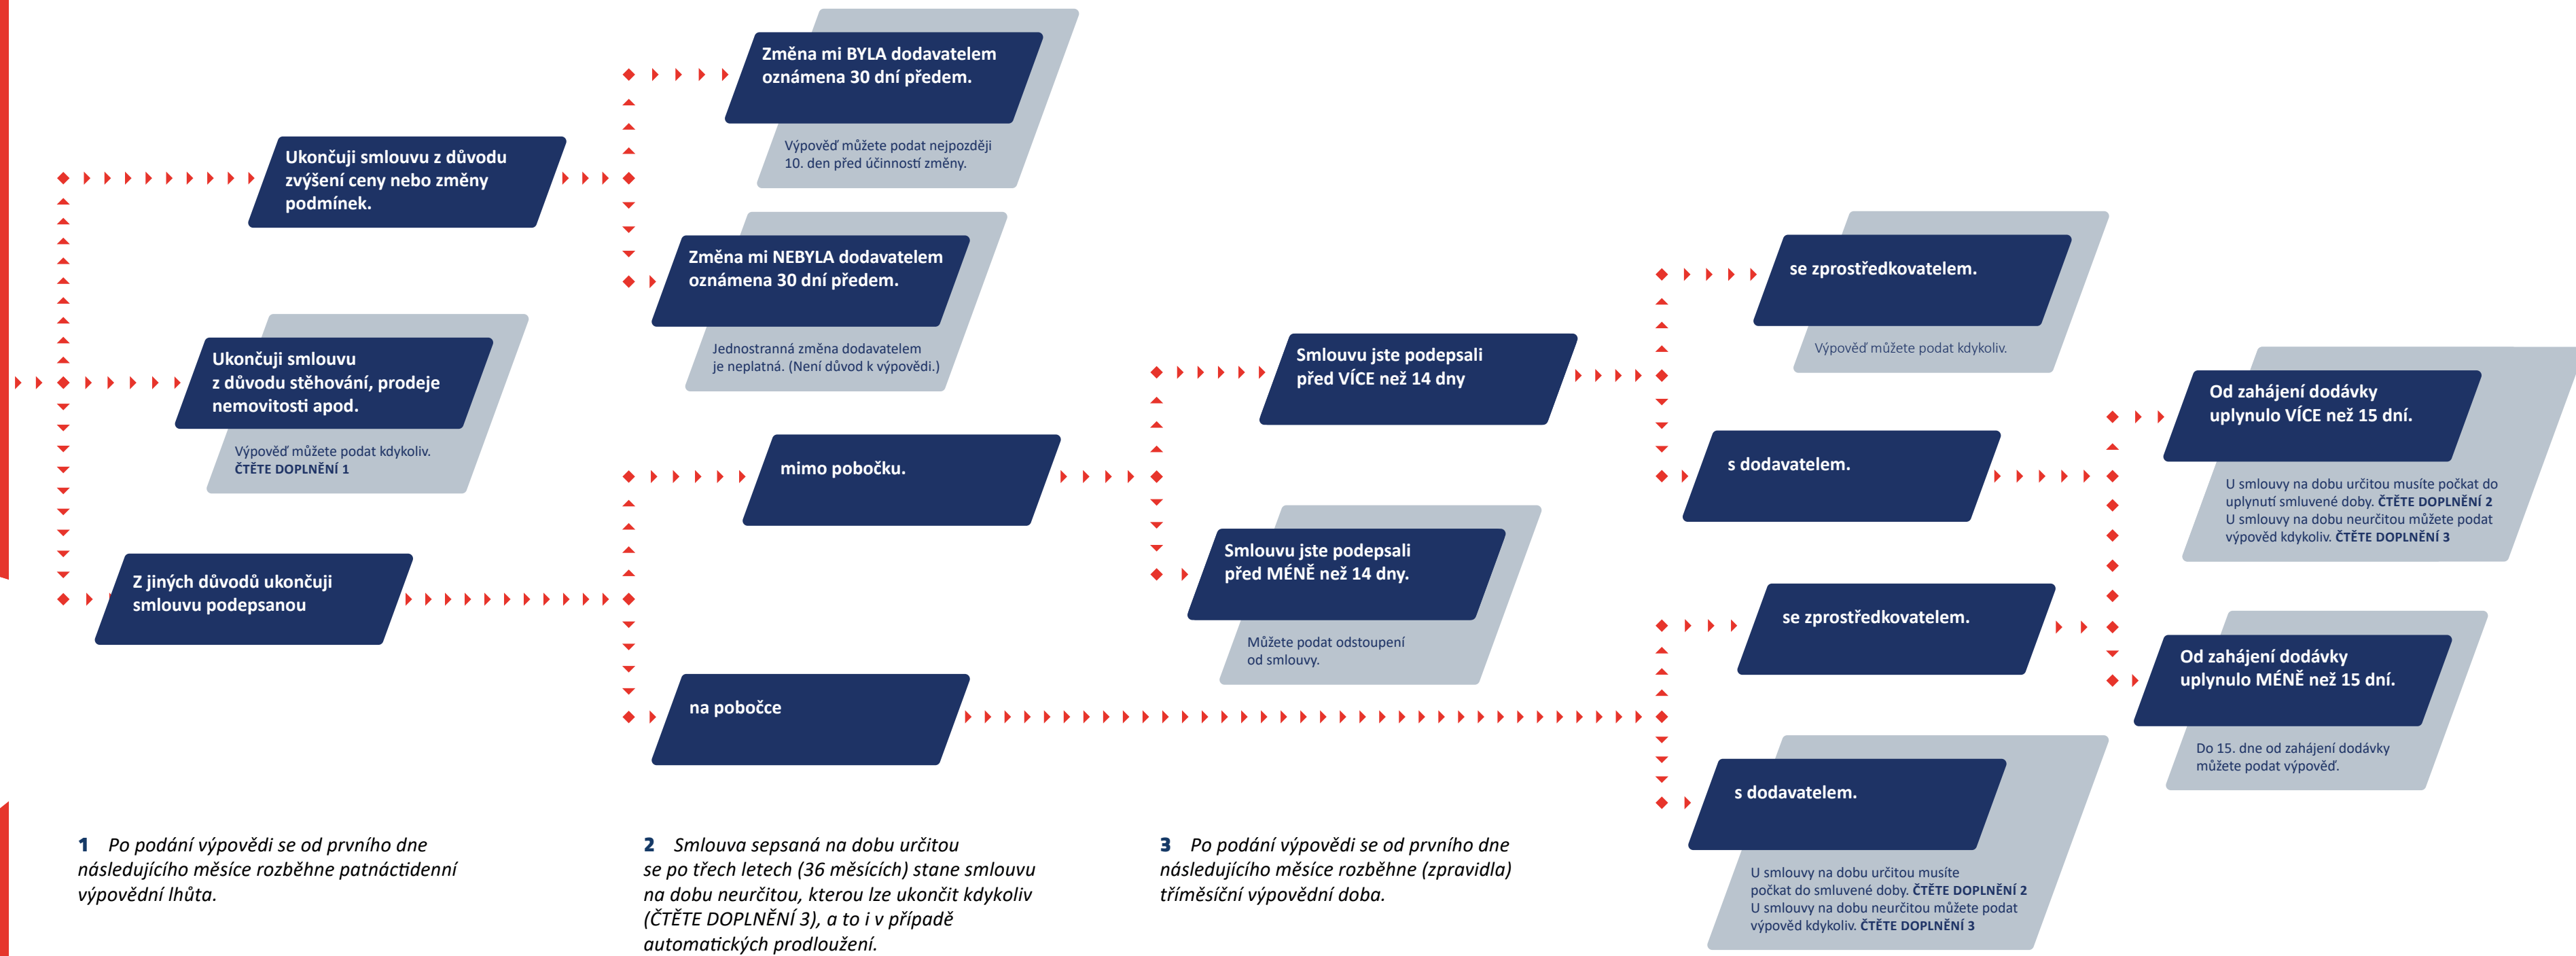 Změna mi BYLA dodavatelem
oznámena 30 dní předem.
Výpověď můžete podat nejpozději
10. den před účinností změny.
Ukončuji smlouvu z důvodu
zvýšení ceny nebo změny
podmínek.
Změna mi NEBYLA dodavatelem
oznámena 30 dní předem.
Jednostranná změna dodavatelem
je neplatná. (Není důvod k výpovědi.)
Ukončuji smlouvu
z důvodu stěhování, prodeje
nemovitosti apod.
Výpověď můžete podat kdykoliv.
ČTĚTE DOPLNĚNÍ 1
Z jiných důvodů ukončuji
smlouvu podepsanou
mimo pobočku.
na pobočce
Smlouvu jste podepsali
před VÍCE než 14 dny
Smlouvu jste podepsali
před MÉNĚ než 14 dny.
Můžete podat odstoupení
od smlouvy.
se zprostředkovatelem.
Výpověď můžete podat kdykoliv.
s dodavatelem.
se zprostředkovatelem.
s dodavatelem.
U smlouvy na dobu určitou musíte
počkat do smluvené doby. ČTĚTE DOPLNĚNÍ 2
U smlouvy na dobu neurčitou můžete podat
výpověd kdykoliv. ČTĚTE DOPLNĚNÍ 3
Od zahájení dodávky
uplynulo VÍCE než 15 dní.
U smlouvy na dobu určitou musíte počkat do
uplynutí smluvené doby. ČTĚTE DOPLNĚNÍ 2
U smlouvy na dobu neurčitou můžete podat
výpověd kdykoliv. ČTĚTE DOPLNĚNÍ 3
Od zahájení dodávky
uplynulo MÉNĚ než 15 dní.
Do 15. dne od zahájení dodávky
můžete podat výpověď.
1 Po podání výpovědi se od prvního dne
následujícího měsíce rozběhne patnáctidenní
výpovědní lhůta.
2 Smlouva sepsaná na dobu určitou
se po třech letech (36 měsících) stane smlouvu
na dobu neurčitou, kterou lze ukončit kdykoliv
(ČTĚTE DOPLNĚNÍ 3), a to i v případě
automatických prodloužení.
3 Po podání výpovědi se od prvního dne
následujícího měsíce rozběhne (zpravidla)
tříměsíční výpovědní doba.